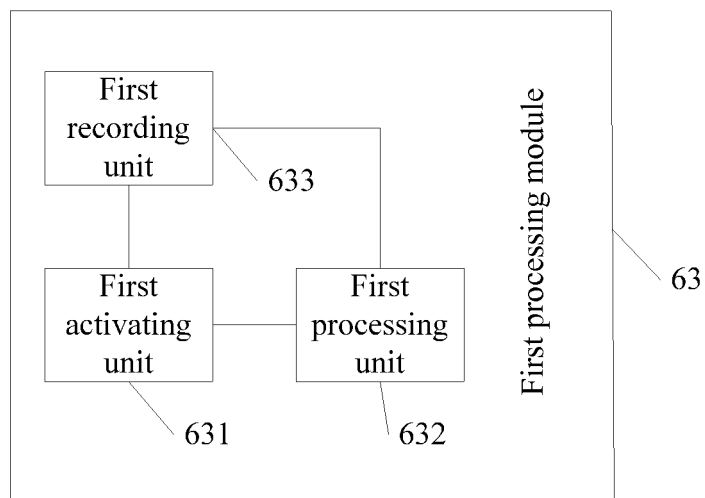 First
recording
unit
633
First
activating
unit
631
First
processing
unit
632
First processing module
63